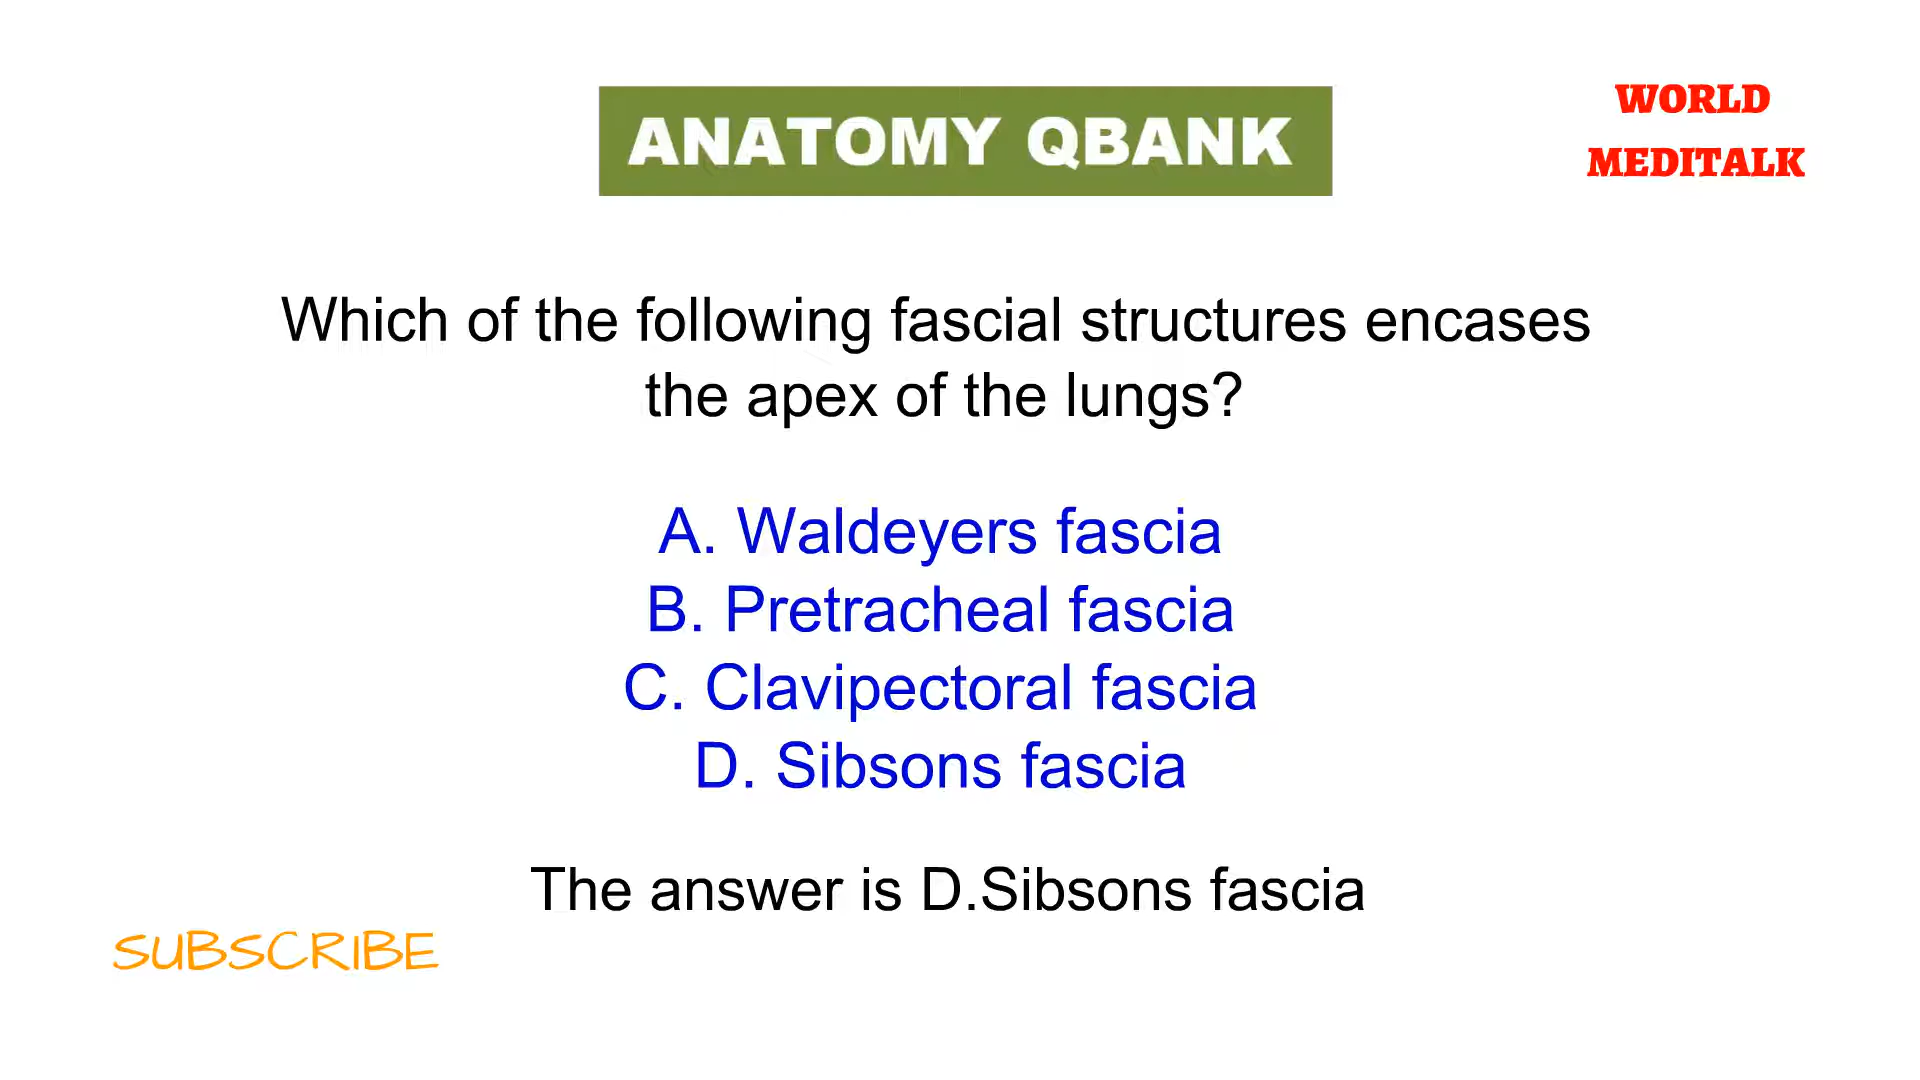 ANATOMY QBANK
WORLD
MEDITALK
Which of the following fascial structures encases
the apex of the lungs?
A. Waldeyers fascia
B. Pretracheal fascia
C. Clavipectoral fascia
D. Sibsons fascia
The answer is D.Sibsons fascia
SUBSCRIBE